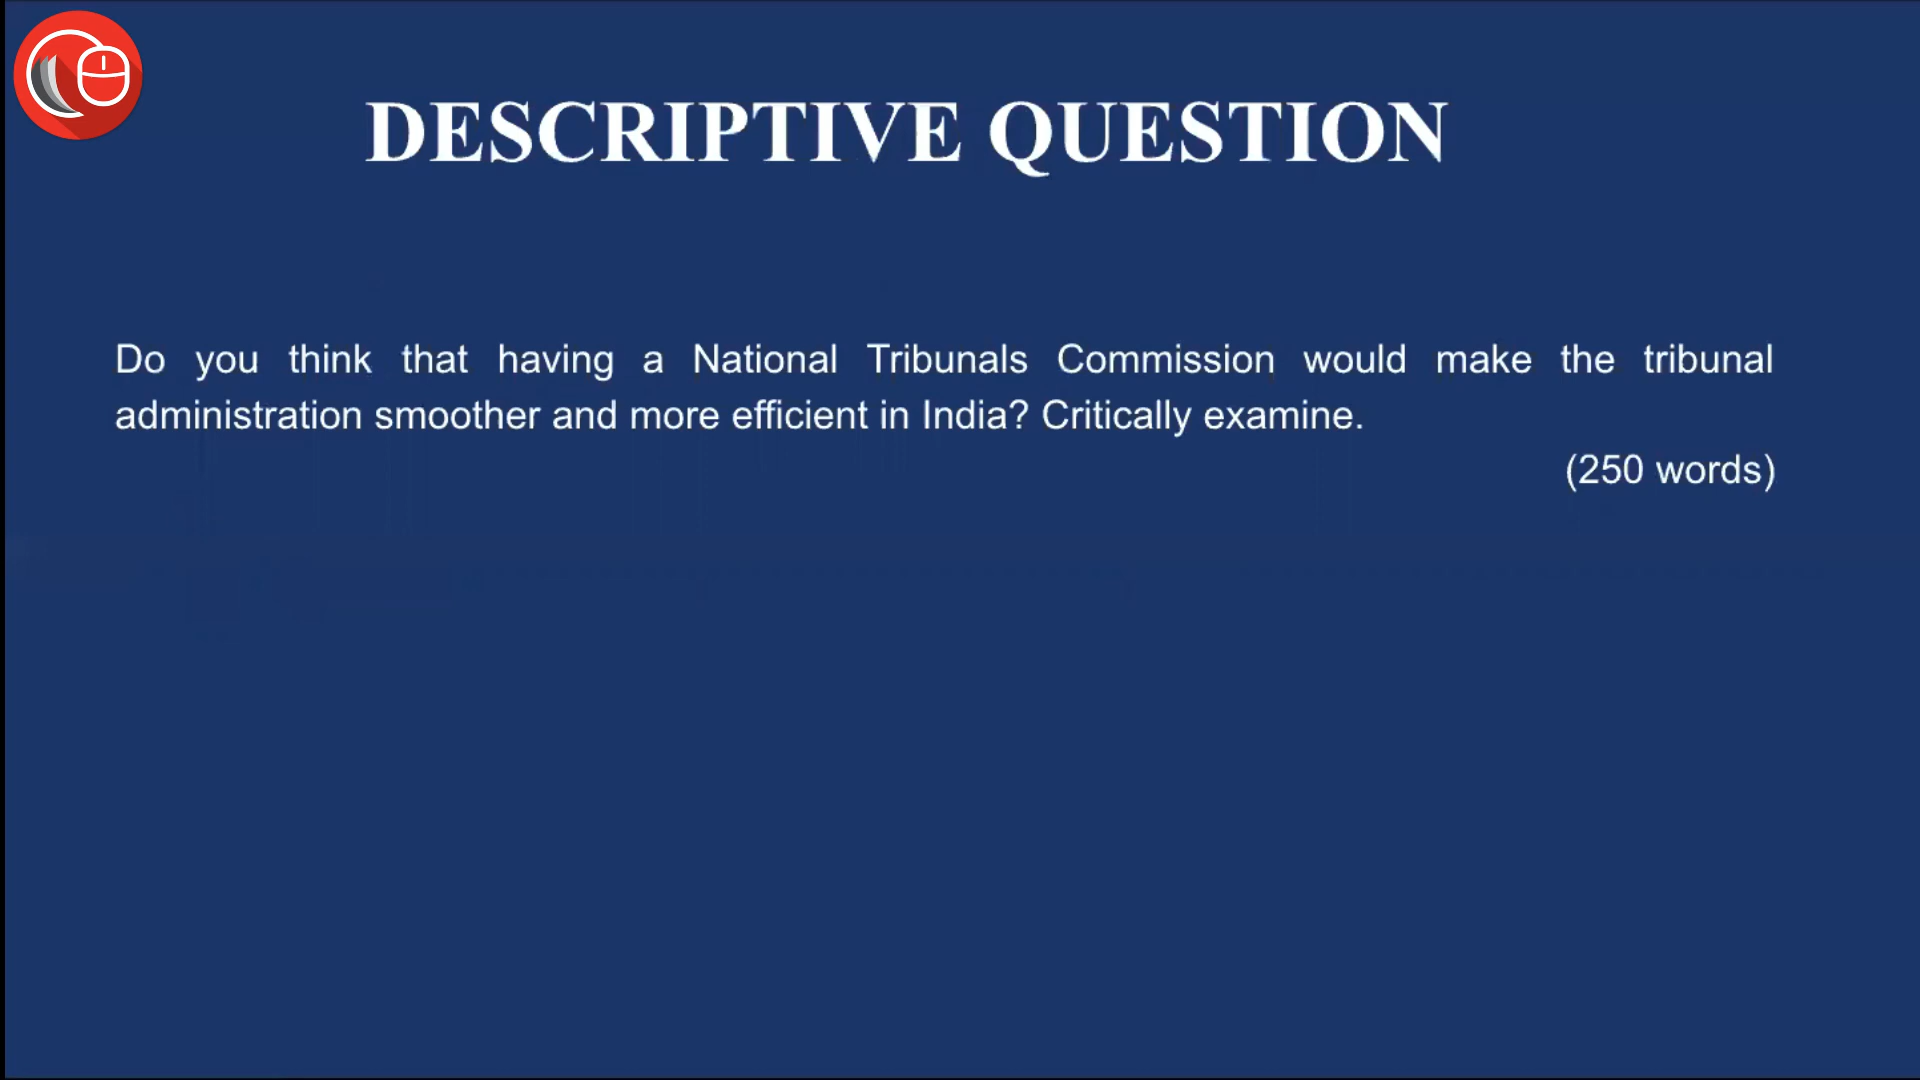 DESCRIPTIVE QUESTION
Do you think that having a National Tribunals Commission would make the tribunal
administration smoother and more efficient in India? Critically examine.
(250 words)